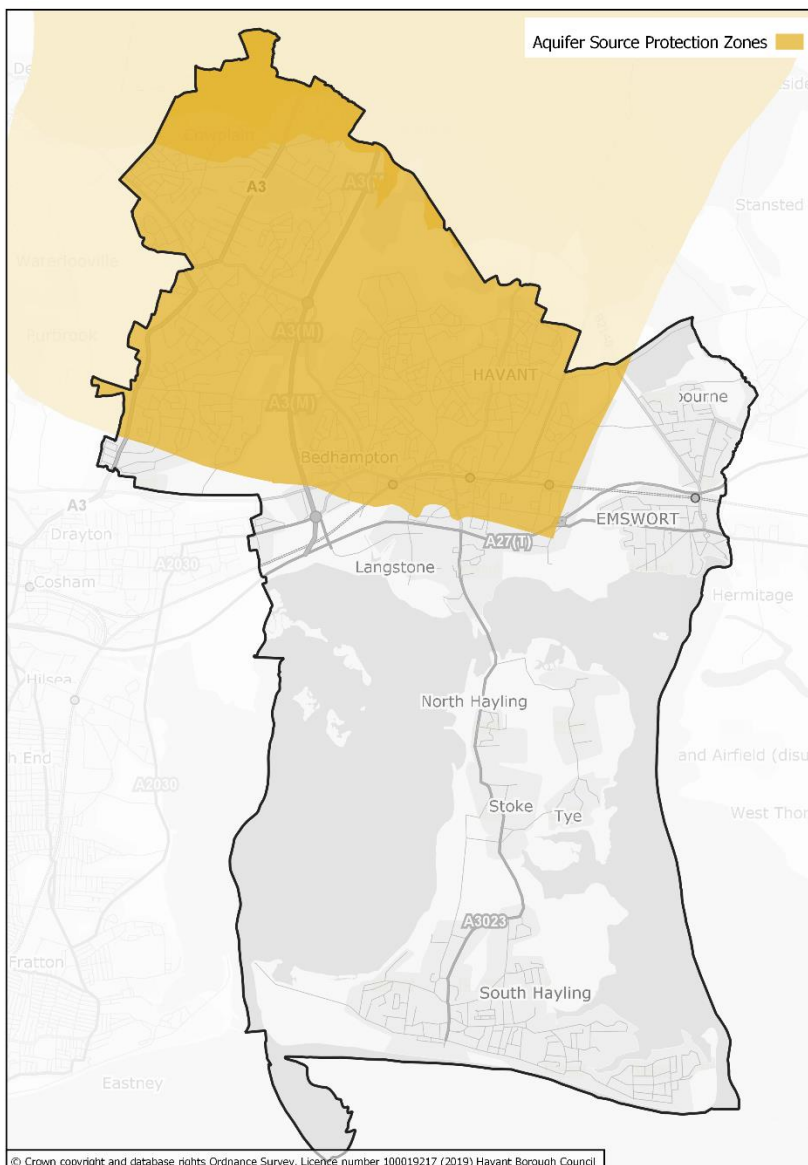 Aquifer Source Protection Zones
A3
A3(T)
Stansted
Waterlooville
Purbrook
A3(M)
HAVANT
A3(M)
bourne
Bedhampton
A3
EMSWORT
Drayton
A2030
A27(T)
Langstone
Cosham
Hermitage
Hilsea
North Hayling
h End
A2030
and Airfield (disu
Stoke
Tye
West Thor
A3023
Fratton
South Hayling
Eastney
© Crown copyright and database rights Ordnance Survey. Licence number 100019217 (2019) Havant Borough Council